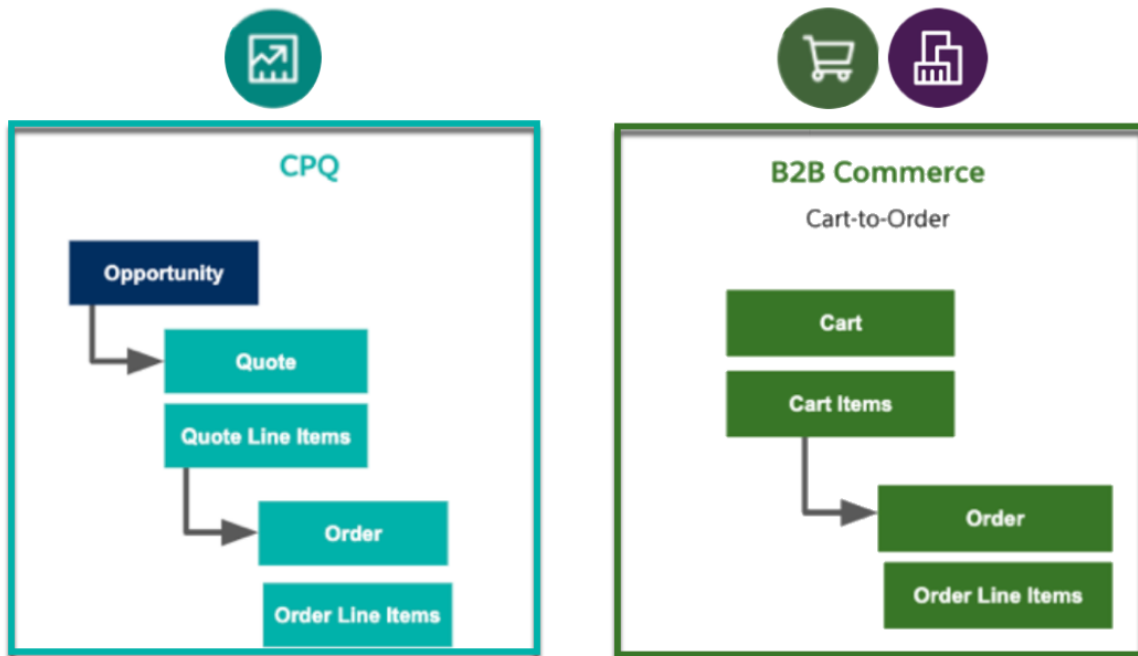 CPQ
Opportunity
Quote
Quote Line Items
Order
Order Line Items
B2B Commerce
Cart-to-Order
Cart
Cart Items
Order
Order Line Items